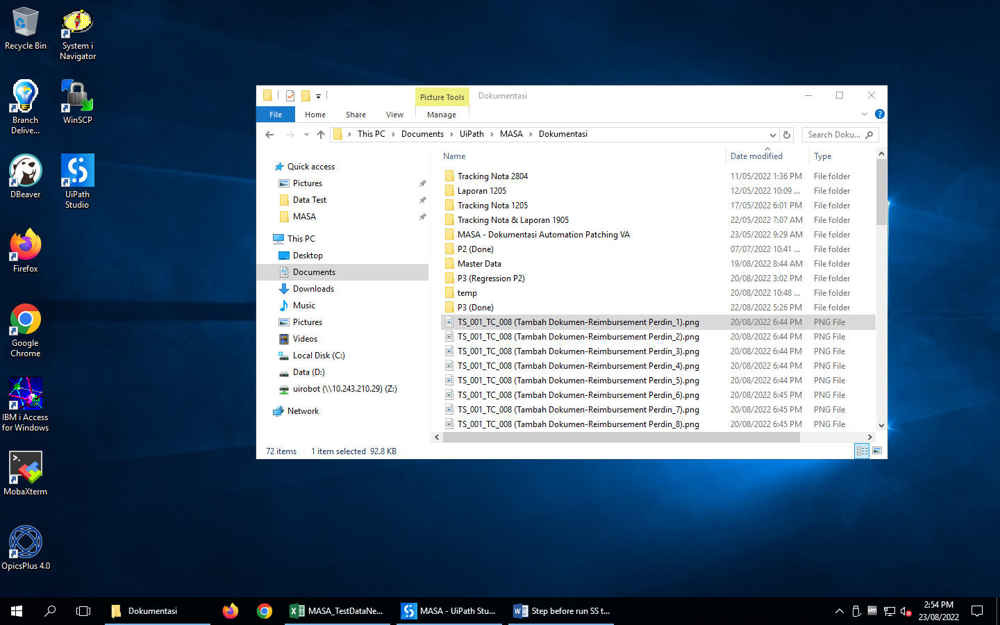 Recycle Bin
System i
Navigator
Branch
Delive...
WinSCP
DBeaver
UiPath
Studio
Firefox
Google
Chrome
IBM i Access
for Windows
MobaXterm
OpicsPlus 4.0
Picture Tools
Dokumentasi
File
Home
Share
View
Manage
This PC
Documents
UiPath
MASA
Dokumentasi
Search Doku...
Quick access
Pictures
Data Test
MASA
This PC
Desktop
Documents
Downloads
Music
Pictures
Videos
Local Disk (C:)
Data (D:)
uirobot (\\10.243.210.29) (Z:)
Network
Name Date modified Type
Tracking Nota 2804 11/05/2022 1:36 PM File folder
Laporan 1205 12/05/2022 10:09 ... File folder
Tracking Nota 1205 17/05/2022 6:01 PM File folder
Tracking Nota & Laporan 1905 22/05/2022 7:07 AM File folder
MASA - Dokumentasi Automation Patching VA 23/05/2022 9:29 AM File folder
P2 (Done) 07/07/2022 10:41 ... File folder
Master Data 19/08/2022 8:44 AM File folder
P3 (Regression P2) 20/08/2022 3:02 PM File folder
temp 20/08/2022 10:48 ... File folder
P3 (Done) 22/08/2022 5:26 PM File folder
TS_001_TC_008 (Tambah Dokumen-Reimbursement Perdin_1).png 20/08/2022 6:44 PM PNG File
TS_001_TC_008 (Tambah Dokumen-Reimbursement Perdin_2).png 20/08/2022 6:44 PM PNG File
TS_001_TC_008 (Tambah Dokumen-Reimbursement Perdin_3).png 20/08/2022 6:44 PM PNG File
TS_001_TC_008 (Tambah Dokumen-Reimbursement Perdin_4).png 20/08/2022 6:44 PM PNG File
TS_001_TC_008 (Tambah Dokumen-Reimbursement Perdin_5).png 20/08/2022 6:44 PM PNG File
TS_001_TC_008 (Tambah Dokumen-Reimbursement Perdin_6).png 20/08/2022 6:45 PM PNG File
TS_001_TC_008 (Tambah Dokumen-Reimbursement Perdin_7).png 20/08/2022 6:45 PM PNG File
TS_001_TC_008 (Tambah Dokumen-Reimbursement Perdin_8).png 20/08/2022 6:45 PM PNG File
72 items 1 item selected 92.8 KB
Dokumentasi
MASA_TestDataNe...
MASA - UiPath Stu...
Step before run SS t...
2:54 PM
23/08/2022